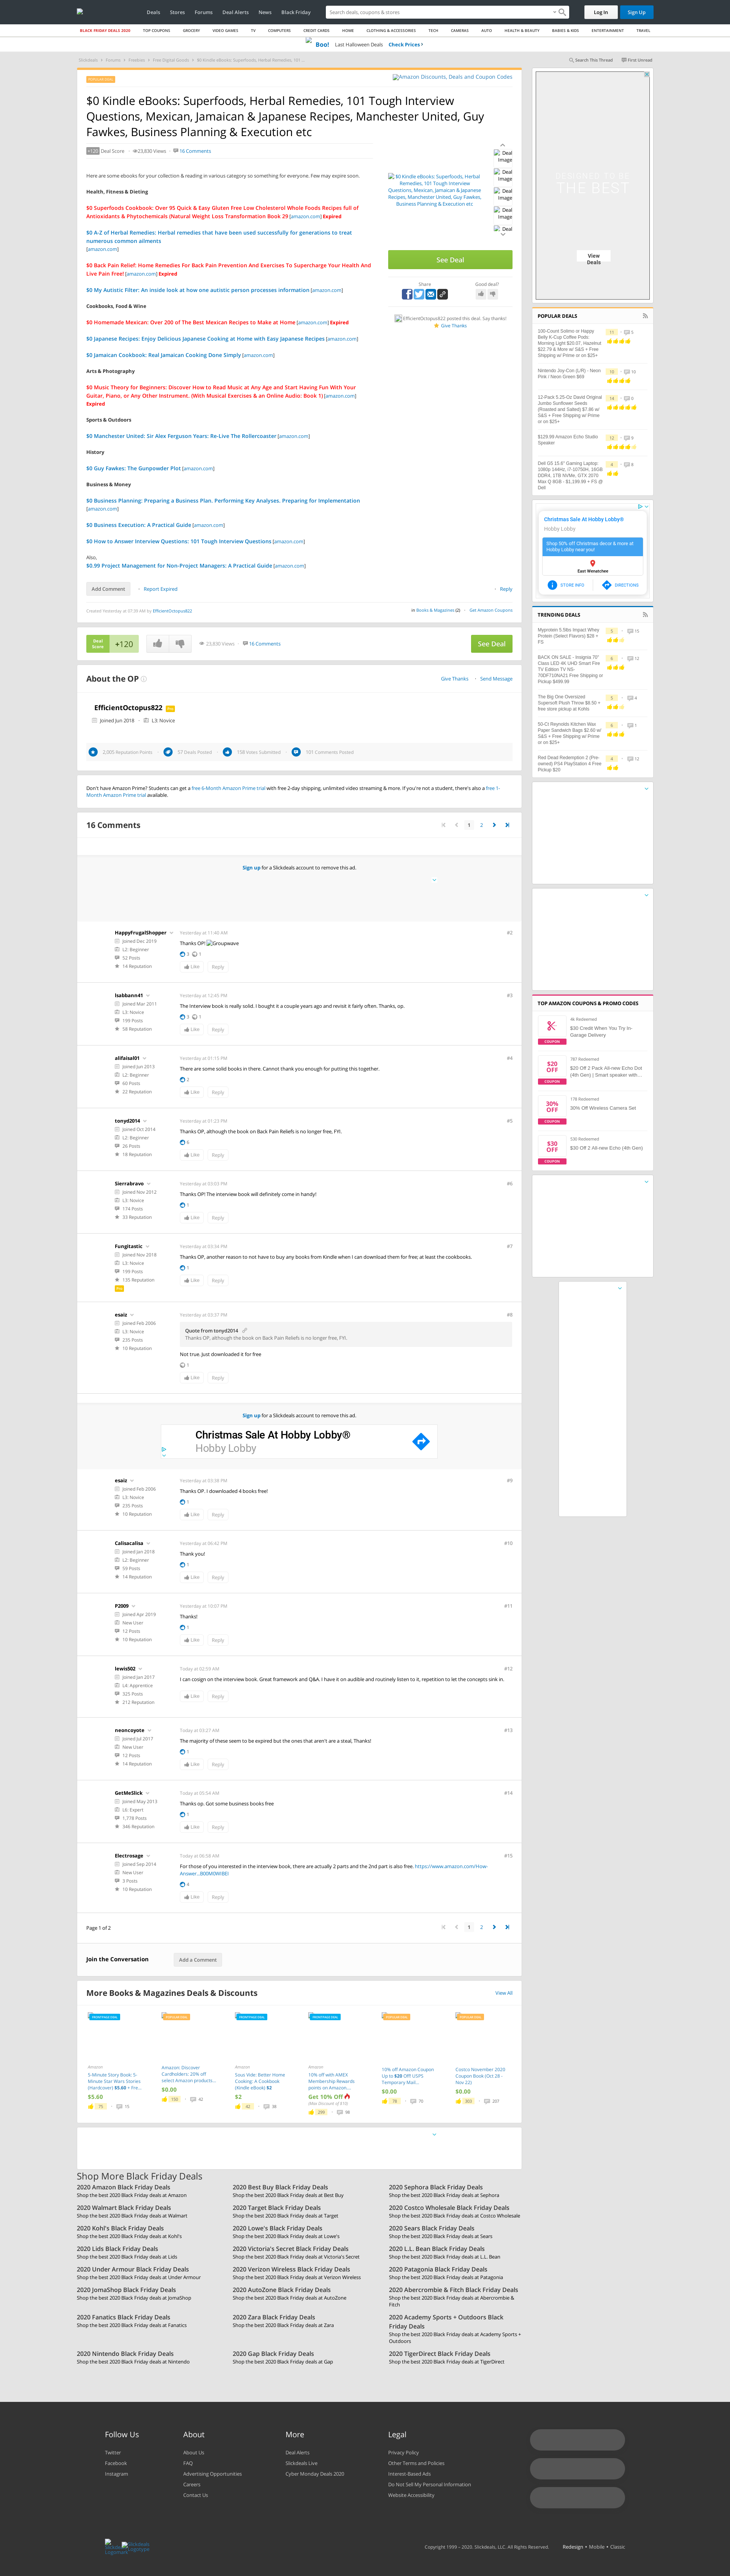 Deals
Stores
Forums
Deal Alerts
News
Black Friday
Search deals, coupons & stores
Log In
Sign Up
BLACK FRIDAY DEALS 2020
TOP COUPONS
GROCERY
VIDEO GAMES
TV
COMPUTERS
CREDIT CARDS
HOME
CLOTHING & ACCESSORIES
TECH
CAMERAS
AUTO
HEALTH & BEAUTY
BABIES & KIDS
ENTERTAINMENT
TRAVEL
Boo!
Last Halloween Deals
Check Prices
Search This Thread
First Unread
Amazon Discounts, Deals and Coupon Codes
$0 Kindle eBooks: Superfoods, Herbal Remedies, 101 Tough Interview
Questions, Mexican, Jamaican & Japanese Recipes, Manchester United, Guy
Fawkes, Business Planning & Execution etc
+120 Deal Score
23,830 Views
16 Comments
Here are some eBooks for your collection / reading in various category so something for everyone. Few may expire soon.
Health, Fitness & Dieting
$0 Superfoods Cookbook: Over 95 Quick & Easy Gluten Free Low Cholesterol Whole Foods Recipes full of
Antioxidants & Phytochemicals (Natural Weight Loss Transformation Book 29 [amazon.com] Expired
$0 A-Z of Herbal Remedies: Herbal remedies that have been used successfully for generations to treat
numerous common ailments
[amazon.com]
$0 Back Pain Relief: Home Remedies For Back Pain Prevention And Exercises To Supercharge Your Health And
Live Pain Free! [amazon.com] Expired
$0 My Autistic Filter: An inside look at how one autistic person processes information [amazon.com]
Cookbooks, Food & Wine
$0 Homemade Mexican: Over 200 of The Best Mexican Recipes to Make at Home [amazon.com] Expired
$0 Japanese Recipes: Enjoy Delicious Japanese Cooking at Home with Easy Japanese Recipes [amazon.com]
$0 Jamaican Cookbook: Real Jamaican Cooking Done Simply [amazon.com]
Arts & Photography
$0 Music Theory for Beginners: Discover How to Read Music at Any Age and Start Having Fun With Your
Guitar, Piano, or Any Other Instrument. (With Musical Exercises & an Online Audio: Book 1) [amazon.com]
Expired
Sports & Outdoors
$0 Manchester United: Sir Alex Ferguson Years: Re-Live The Rollercoaster [amazon.com]
History
$0 Guy Fawkes: The Gunpowder Plot [amazon.com]
Business & Money
$0 Business Planning: Preparing a Business Plan. Performing Key Analyses. Preparing for Implementation
[amazon.com]
$0 Business Execution: A Practical Guide [amazon.com]
$0 How to Answer Interview Questions: 101 Tough Interview Questions [amazon.com]
Also,
$0.99 Project Management for Non-Project Managers: A Practical Guide [amazon.com]
Add Comment
Report Expired
Reply
Created Yesterday at 07:39 AM by EfficientOctopus822
in Books & Magazines (2)
Get Amazon Coupons
$0 Kindle eBooks: Superfoods, Herbal
Remedies, 101 Tough Interview
Questions, Mexican, Jamaican & Japanese
Recipes, Manchester United, Guy Fawkes,
Business Planning & Execution etc
Deal
Image
Deal
Image
Deal
Image
Deal
Image
Deal
See Deal
Share
Good deal?
EfficientOctopus822 posted this deal. Say thanks!
Give Thanks
Deal
Score
+120
23,830 Views
16 Comments
See Deal
About the OP
Give Thanks
Send Message
EfficientOctopus822
Joined Jun 2018
L3: Novice
2,005 Reputation Points
57 Deals Posted
158 Votes Submitted
101 Comments Posted
Don't have Amazon Prime? Students can get a free 6-Month Amazon Prime trial with free 2-day shipping, unlimited video streaming & more. If you're not a student, there's also a free 1-
Month Amazon Prime trial available.
16 Comments
1
2
Sign up for a Slickdeals account to remove this ad.
HappyFrugalShopper
Joined Dec 2019
L2: Beginner
52 Posts
14 Reputation
Yesterday at 11:46 AM
#2
Thanks OP! Groupwave
3
1
Like
Reply
Isabbann41
Joined Mar 2011
L3: Novice
199 Posts
58 Reputation
Yesterday at 12:45 PM
#3
The Interview book is really solid. I bought it a couple years ago and revisit it fairly often. Thanks, op.
3
1
Like
Reply
alifaisal01
Joined Jun 2013
L2: Beginner
60 Posts
22 Reputation
Yesterday at 01:15 PM
#4
There are some solid books in there. Cannot thank you enough for putting this together.
2
Like
Reply
tonyd2014
Joined Oct 2014
L2: Beginner
26 Posts
18 Reputation
Yesterday at 01:23 PM
#5
Thanks OP, although the book on Back Pain Reliefs is no longer free, FYI.
6
Like
Reply
Sierrabravo
Joined Nov 2012
L3: Novice
174 Posts
33 Reputation
Yesterday at 03:03 PM
#6
Thanks OP! The interview book will definitely come in handy!
1
Like
Reply
Fungitastic
Joined Nov 2018
L3: Novice
199 Posts
135 Reputation
Yesterday at 03:34 PM
#7
Thanks OP, another reason to not have to buy any books from Kindle when I can download them for free; at least the cookbooks.
1
Like
Reply
esaiz
Joined Feb 2006
L3: Novice
235 Posts
10 Reputation
Yesterday at 03:37 PM
#8
Quote from tonyd2014
Thanks OP, although the book on Back Pain Reliefs is no longer free, FYI.
Not true. Just downloaded it for free
1
Like
Reply
Sign up for a Slickdeals account to remove this ad.
Christmas Sale At Hobby Lobby®
Hobby Lobby
esaiz
Joined Feb 2006
L3: Novice
235 Posts
10 Reputation
Yesterday at 03:38 PM
#9
Thanks OP. I downloaded 4 books free!
1
Like
Reply
Calisacalisa
Joined Jan 2018
L2: Beginner
59 Posts
14 Reputation
Yesterday at 06:42 PM
#10
Thank you!
1
Like
Reply
P2009
Joined Apr 2019
New User
12 Posts
10 Reputation
Yesterday at 10:07 PM
#11
Thanks!
1
Like
Reply
lewis502
Joined Jan 2017
L4: Apprentice
325 Posts
212 Reputation
Today at 02:59 AM
#12
I can cosign on the interview book. Great framework and Q&A. I have it on audible and routinely listen to it, repetition to let the concepts sink in.
Like
Reply
neoncoyote
Joined Jul 2017
New User
12 Posts
14 Reputation
Today at 03:27 AM
#13
The majority of these seem to be expired but the ones that aren't are a steal, Thanks!
1
Like
Reply
GetMeSlick
Joined May 2013
L6: Expert
1,778 Posts
346 Reputation
Today at 05:54 AM
#14
Thanks op. Got some business books free
1
Like
Reply
Electrosage
Joined Sep 2014
New User
3 Posts
10 Reputation
Today at 06:58 AM
#15
For those of you interested in the interview book, there are actually 2 parts and the 2nd part is also free.
4
Like
Reply
Page 1 of 2
1
2
Join the Conversation
Add a Comment
More Books & Magazines Deals & Discounts
View All
Amazon
5-Minute Story Book: 5-
Minute Star Wars Stories
(Hardcover) $5.60 + Fre...
$5.60
75
15
Amazon: Discover
Cardholders: 20% off
select Amazon products...
$0.00
150
42
Amazon
Sous Vide: Better Home
Cooking: A Cookbook
(Kindle eBook) $2
$2
42
38
Amazon
10% off with AMEX
Membership Rewards
points on Amazon...
Get 10% Off
(Max Discount of $10)
299
98
10% off Amazon Coupon
Up to $20 Off! USPS
Temporary Mail...
$0.00
78
70
Costco November 2020
Coupon Book (Oct 28 -
Nov 22)
$0.00
303
207
Shop More Black Friday Deals
2020 Amazon Black Friday Deals
Shop the best 2020 Black Friday deals at Amazon
2020 Best Buy Black Friday Deals
Shop the best 2020 Black Friday deals at Best Buy
2020 Sephora Black Friday Deals
Shop the best 2020 Black Friday deals at Sephora
2020 Walmart Black Friday Deals
Shop the best 2020 Black Friday deals at Walmart
2020 Target Black Friday Deals
Shop the best 2020 Black Friday deals at Target
2020 Costco Wholesale Black Friday Deals
Shop the best 2020 Black Friday deals at Costco Wholesale
2020 Kohl's Black Friday Deals
Shop the best 2020 Black Friday deals at Kohl's
2020 Lowe's Black Friday Deals
Shop the best 2020 Black Friday deals at Lowe's
2020 Sears Black Friday Deals
Shop the best 2020 Black Friday deals at Sears
2020 Lids Black Friday Deals
Shop the best 2020 Black Friday deals at Lids
2020 Victoria's Secret Black Friday Deals
Shop the best 2020 Black Friday deals at Victoria's Secret
2020 L.L. Bean Black Friday Deals
Shop the best 2020 Black Friday deals at L.L. Bean
2020 Under Armour Black Friday Deals
Shop the best 2020 Black Friday deals at Under Armour
2020 Verizon Wireless Black Friday Deals
Shop the best 2020 Black Friday deals at Verizon Wireless
2020 Patagonia Black Friday Deals
Shop the best 2020 Black Friday deals at Patagonia
2020 JomaShop Black Friday Deals
Shop the best 2020 Black Friday deals at JomaShop
2020 AutoZone Black Friday Deals
Shop the best 2020 Black Friday deals at AutoZone
2020 Abercrombie & Fitch Black Friday Deals
Shop the best 2020 Black Friday deals at Abercrombie &
Fitch
2020 Fanatics Black Friday Deals
Shop the best 2020 Black Friday deals at Fanatics
2020 Zara Black Friday Deals
Shop the best 2020 Black Friday deals at Zara
2020 Academy Sports + Outdoors Black
Friday Deals
Shop the best 2020 Black Friday deals at Academy Sports +
Outdoors
2020 Nintendo Black Friday Deals
Shop the best 2020 Black Friday deals at Nintendo
2020 Gap Black Friday Deals
Shop the best 2020 Black Friday deals at Gap
2020 TigerDirect Black Friday Deals
Shop the best 2020 Black Friday deals at TigerDirect
THE BEST
View
Deals
POPULAR DEALS
100-Count Solimo or Happy
Belly K-Cup Coffee Pods:
Morning Light $20.07, Hazelnut
$22.79 & More w/ S&S + Free
Shipping w/ Prime or on $25+
11
5
Nintendo Joy-Con (L/R) - Neon
Pink / Neon Green $69
19
10
12-Pack 5.25-Oz David Original
Jumbo Sunflower Seeds
(Roasted and Salted) $7.86 w/
S&S + Free Shipping w/ Prime
or on $25+
14
6
$129.99 Amazon Echo Studio
Speaker
12
9
Dell G5 15.6" Gaming Laptop:
1080p 144Hz, i7-10750H, 16GB
DDR4, 1TB NVMe, GTX 2070
Max Q 8GB - $1,199.99 + FS @
Dell
4
8
Christmas Sale At Hobby Lobby®
Hobby Lobby
Shop 50% off Christmas decor & more at
Hobby Lobby near you!
East Wenatchee
STORE INFO
DIRECTIONS
TRENDING DEALS
Myprotein 5.5lbs Impact Whey
Protein (Select Flavors) $28 +
FS
5
15
BACK ON SALE - Insignia 70"
Class LED 4K UHD Smart Fire
TV Edition TV NS-
70DF710NA21 Free Shipping or
Pickup $499.99
6
12
The Big One Oversized
Supersoft Plush Throw $8.50 +
free store pickup at Kohls
5
4
50-Ct Reynolds Kitchen Wax
Paper Sandwich Bags $2.60 w/
S&S + Free Shipping w/ Prime
or on $25+
6
1
Red Dead Redemption 2 (Pre-
owned) PS4 PlayStation 4 Free
Pickup $20
4
12
TOP AMAZON COUPONS & PROMO CODES
COUPON
4k Redeemed
$30 Credit When You Try In-
Garage Delivery
$20
OFF
COUPON
787 Redeemed
$20 Off 2 Pack All-new Echo Dot
(4th Gen) | Smart speaker with...
30%
OFF
COUPON
178 Redeemed
30% Off Wireless Camera Set
$30
OFF
COUPON
530 Redeemed
$30 Off 2 All-new Echo (4th Gen)
Follow Us
Twitter
Facebook
Instagram
About
About Us
FAQ
Advertising Opportunities
Careers
Contact Us
More
Deal Alerts
Slickdeals Live
Cyber Monday Deals 2020
Legal
Privacy Policy
Other Terms and Policies
Interest-Based Ads
Do Not Sell My Personal Information
Website Accessibility
Copyright 1999 - 2020. Slickdeals, LLC. All Rights Reserved.
Redesign • Mobile • Classic